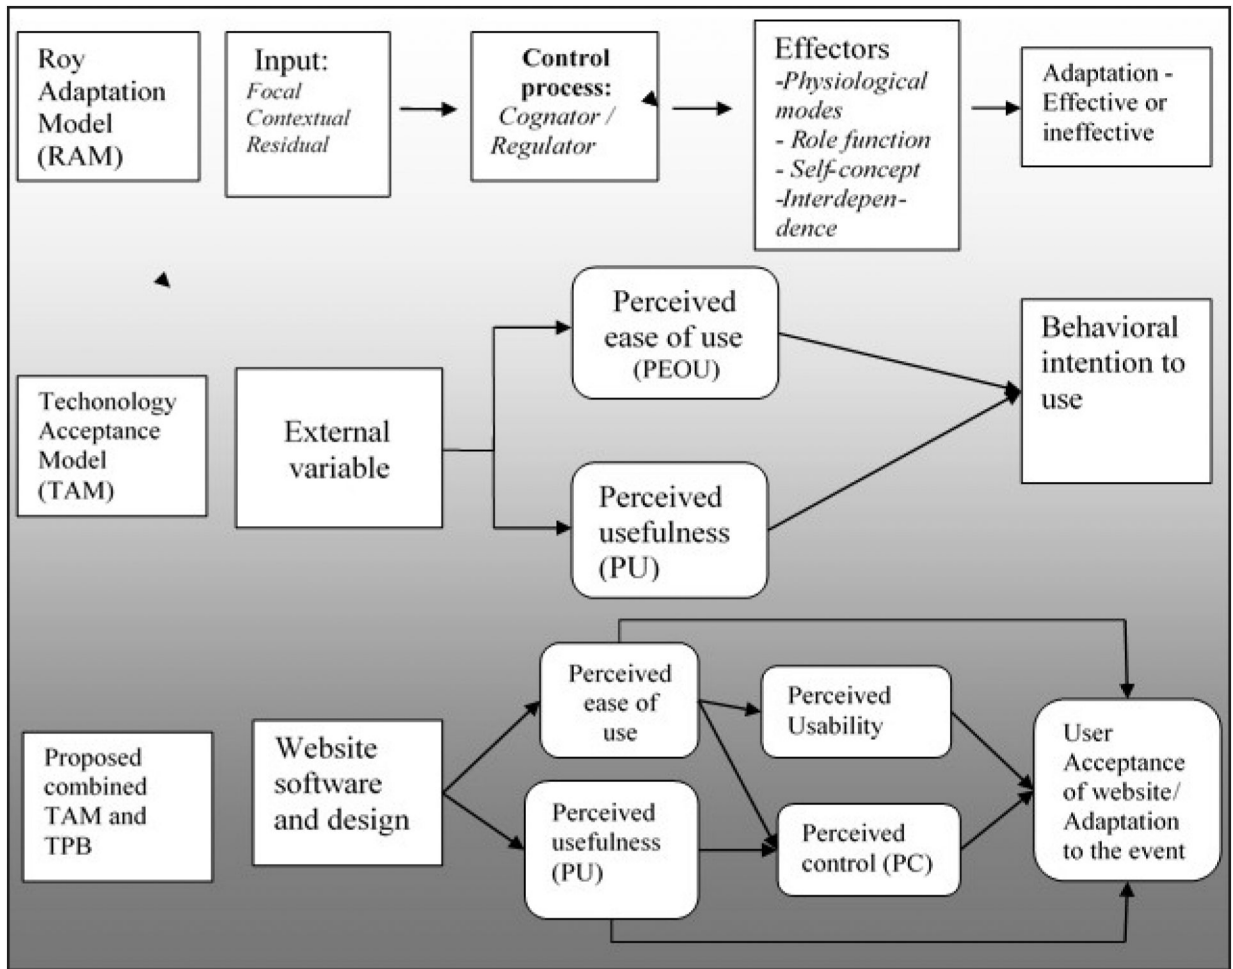 Roy
Adaptation
Model
(RAM)
Input:
Focal
Contextual
Residual
Control
process:
Cognator /
Regulator
Effectors
-Physiological
modes
- Role function
- Self-concept
-Interdepen-
dence
Adaptation -
Effective or
ineffective
Techonology
Acceptance
Model
(TAM)
External
variable
Perceived
ease of use
(PEOU)
Perceived
usefulness
(PU)
Behavioral
intention to
use
Proposed
combined
TAM and
TPB
Website
software
and design
Perceived
ease of
use
Perceived
usefulness
(PU)
Perceived
Usability
Perceived
control (PC)
User
Acceptance
of website/
Adaptation
to the event